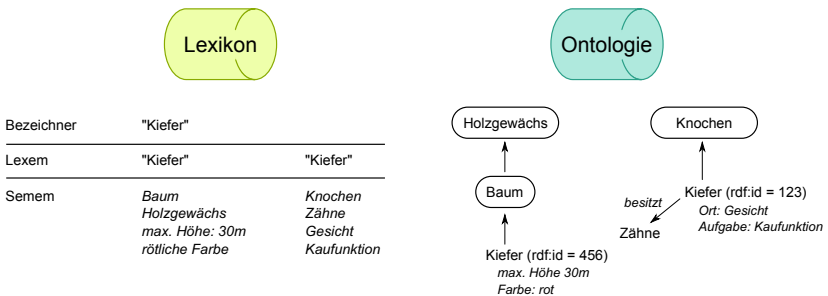 Lexikon
Ontologie
Bezeichner "Kiefer"
Lexem "Kiefer" "Kiefer"
Semem Baum Knochen
Holzgewächs Zähne
max. Höhe: 30m Gesicht
rötliche Farbe Kaufunktion
Holzgewächs
Knochen
Baum
Kiefer (rdf:id = 123)
besitzt
Ort: Gesicht
Aufgabe: Kaufunktion
Zähne
Kiefer (rdf:id = 456)
max. Höhe 30m
Farbe: rot